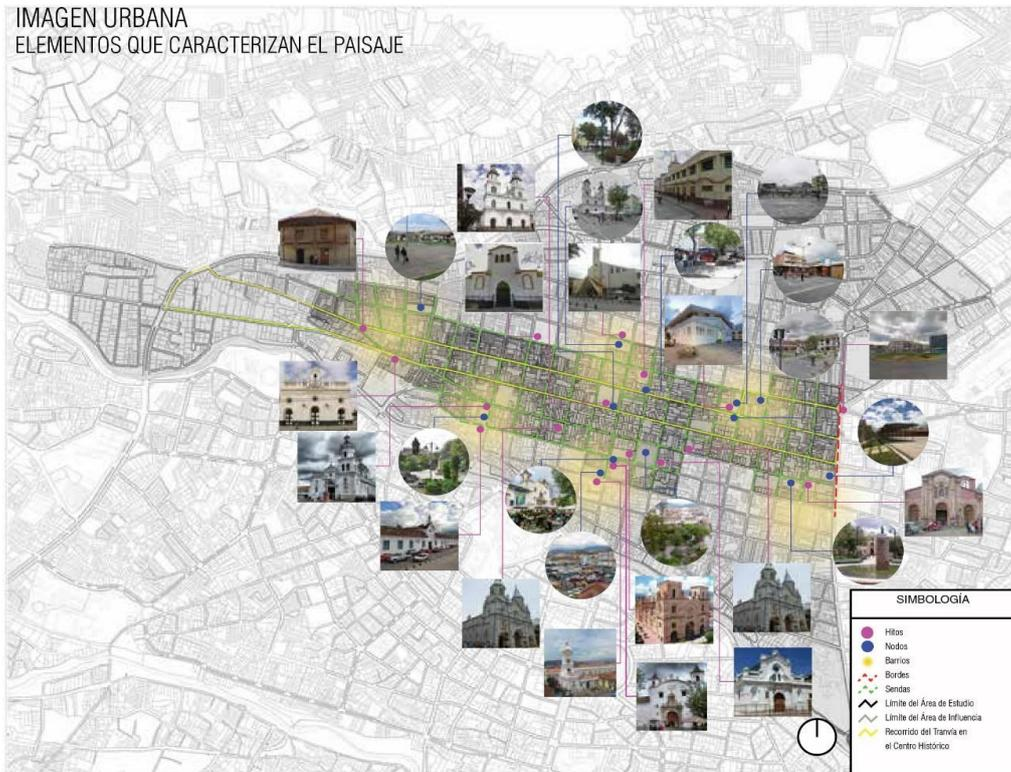 IMAGEN URBANA
ELEMENTOS QUE CARACTERIZAN EL PAISAJE
SIMBOLOGÍA
Hitos
Nodos
Barrios
Bordes
Sendas
Límite del Área de Estudio
Límite del Área de Influencia
Recorrido del Tranvía en
el Centro Histórico